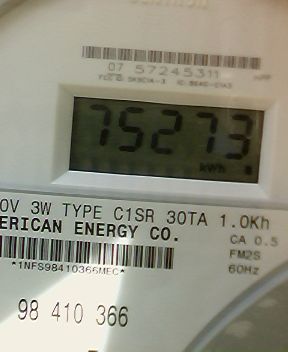 07 57245311
75273
kWh
0V 3W TYPE C1SR 30TA 1.0Kh
ERICAN ENERGY CO.
CA 0.5
FM2S
60Hz
*1NFS98410366MEC*
98 410 366